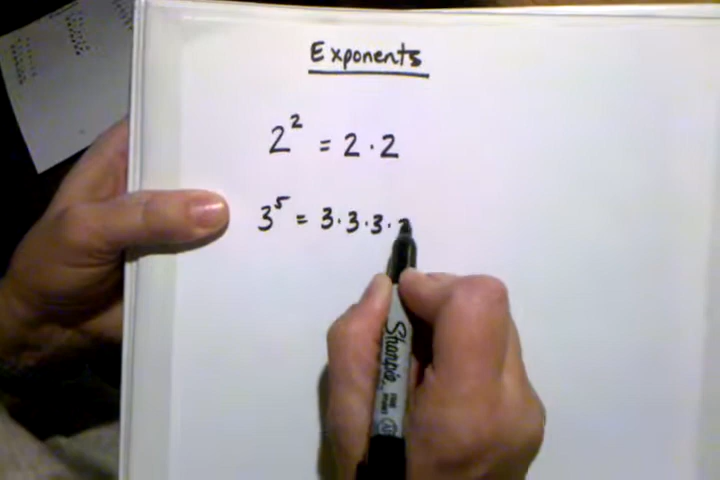 Exponents
2² = 2 · 2
3⁵ = 3 · 3 · 3 ·
Sharpie